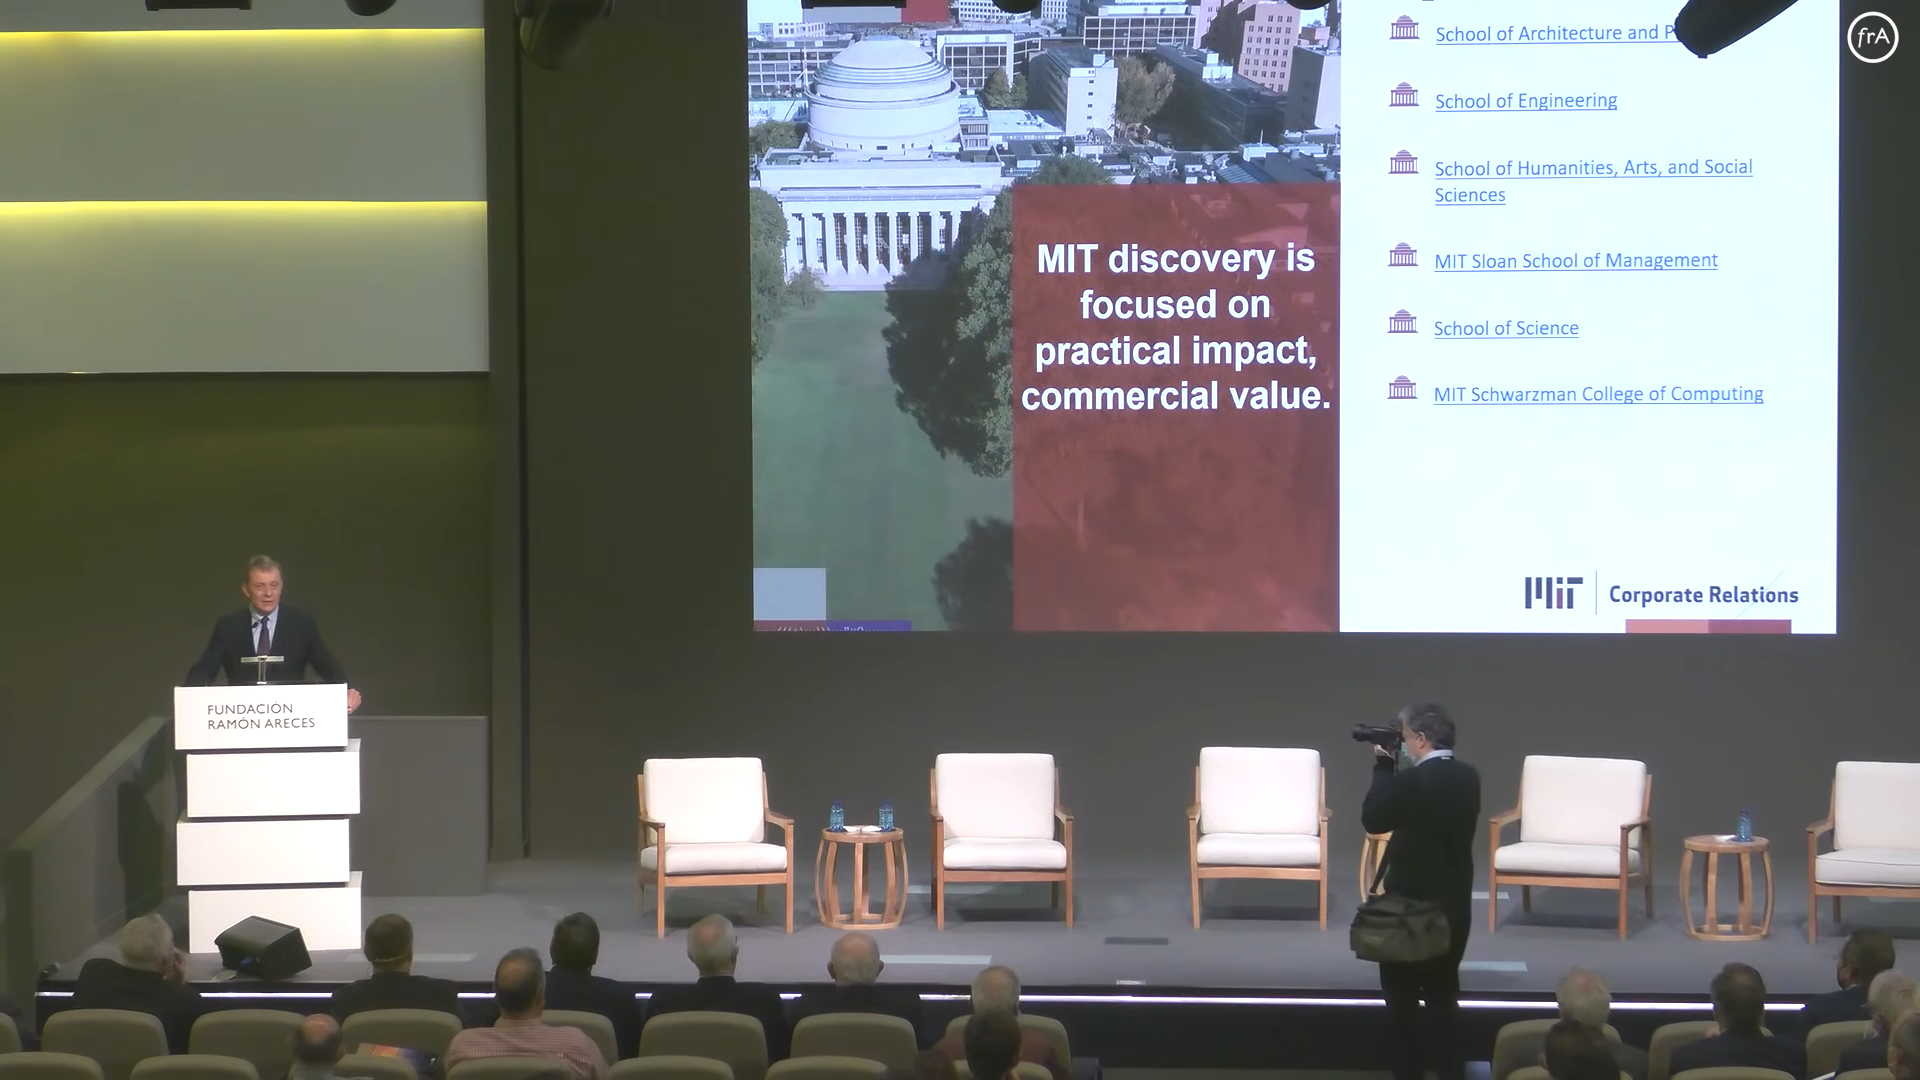 frA
School of Architecture and P
School of Engineering
School of Humanities, Arts, and Social
Sciences
MIT Sloan School of Management
School of Science
MIT Schwarzman College of Computing
MIT discovery is
focused on
practical impact,
commercial value.
MIT
Corporate Relations
FUNDACIÓN
RAMÓN ARECES